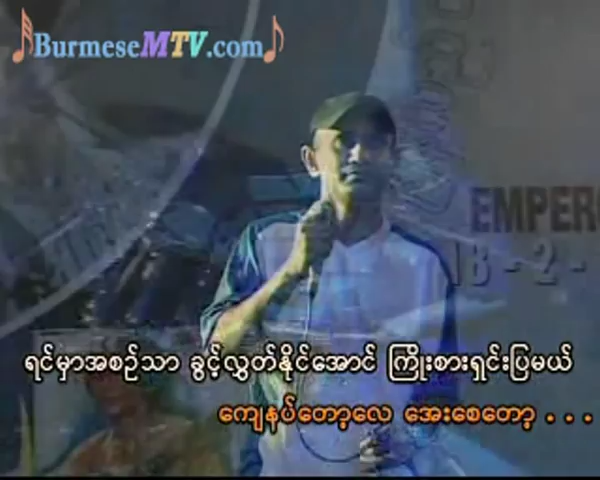 BurmeseMTV.com
EMPER
18-2-
ရင်မှာအစဉ်သာ ခွင့်လွှတ်နိုင်အောင် ကြိုးစားရှင်းပြမယ်
ကျေနပ်တော့လေ အေးစေတော့ . . .